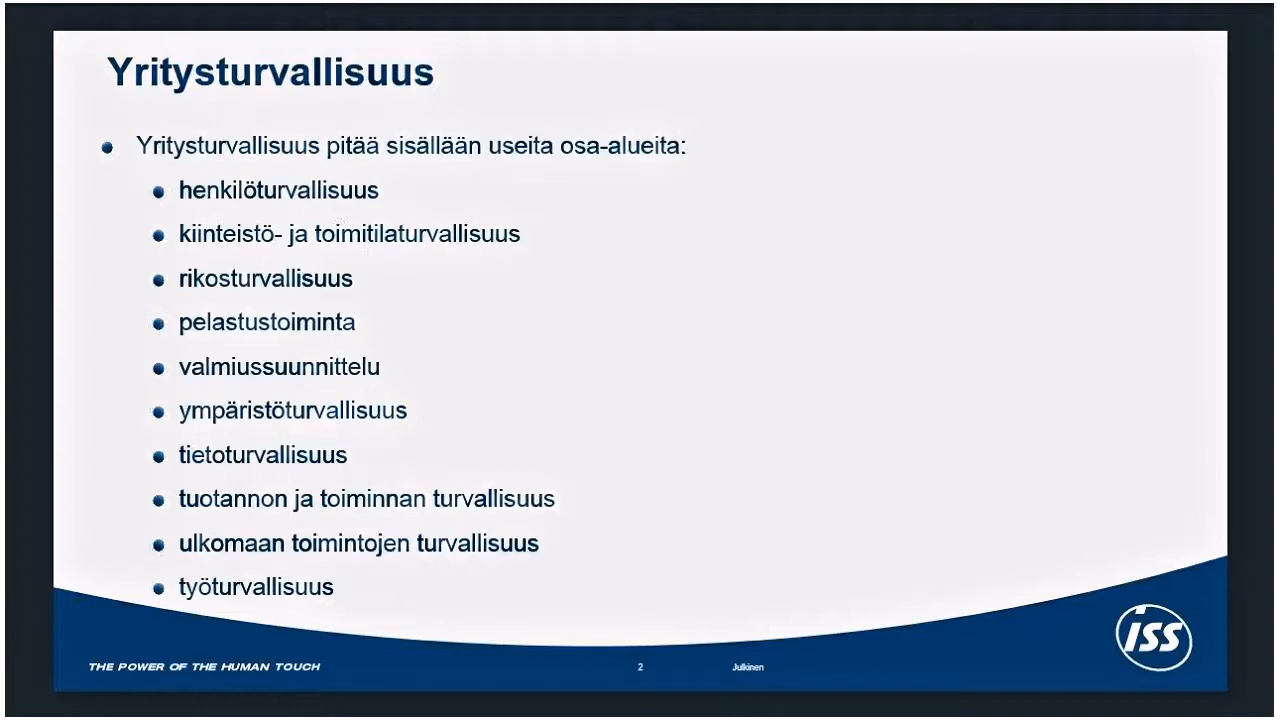 Yritysturvallisuus
Yritysturvallisuus pitää sisällään useita osa-alueita:
henkilöturvallisuus
kiinteistö- ja toimitilaturvallisuus
rikosturvallisuus
pelastustoiminta
valmiussuunnittelu
ympäristöturvallisuus
tietoturvallisuus
tuotannon ja toiminnan turvallisuus
ulkomaan toimintojen turvallisuus
työturvallisuus
THE POWER OF THE HUMAN TOUCH
2
Julkinen
ISS